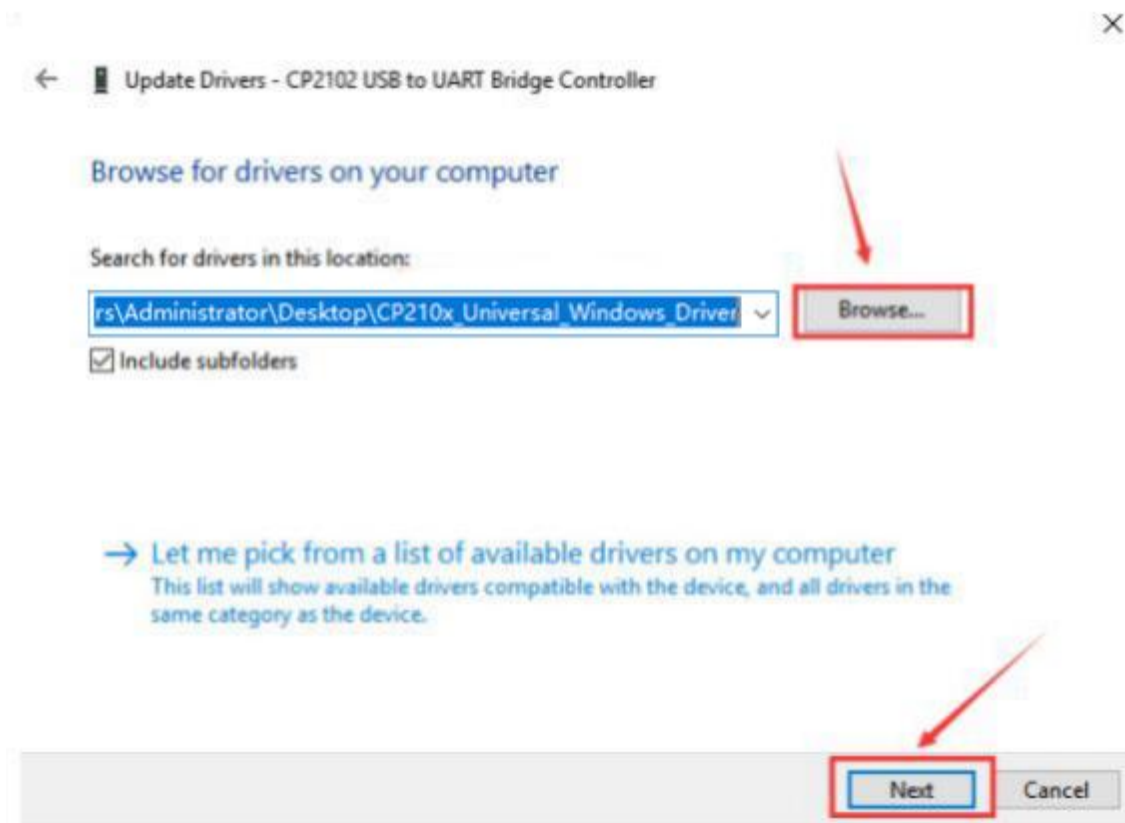 Update Drivers - CP2102 USB to UART Bridge Controller
Browse for drivers on your computer
Search for drivers in this location:
rs\Administrator\Desktop\CP210x_Universal_Windows_Driver
Browse...
Include subfolders
Let me pick from a list of available drivers on my computer
This list will show available drivers compatible with the device, and all drivers in the
same category as the device.
Next
Cancel